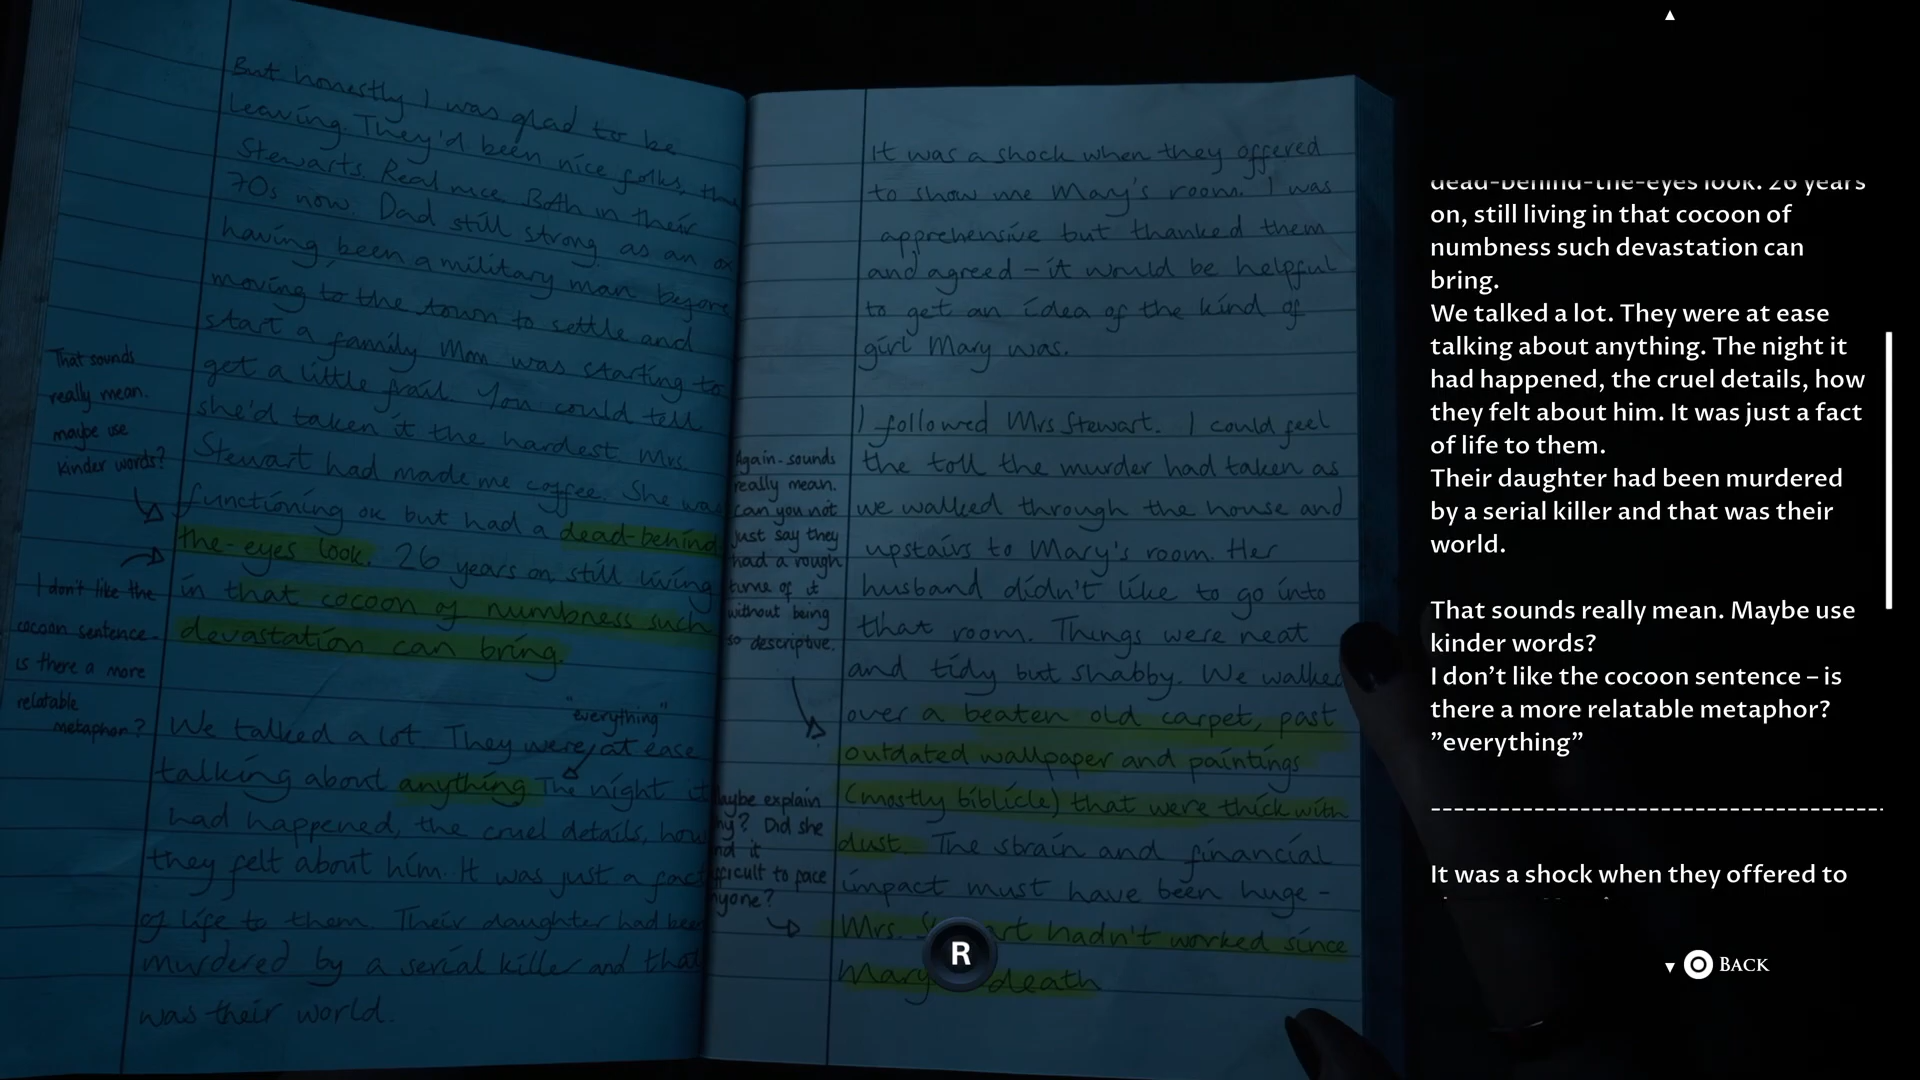 But honestly I was glad to be
leaving. They'd been nice folks, the
Stewarts. Real nice. Both in their
70s now. Dad still strong as an ox
having been a military man before
moving to the town to settle and
start a family Mom was starting to
get a little frail. You could tell
she'd taken it the hardest Mrs.
Stewart had made me coffee. She was
functioning ok but had a dead-behind-
the-eyes look. 26 years on, still living
in that cocoon of numbness such
devastation can bring.
"everything"
We talked a lot. They were at ease
talking about anything The night it
had happened, the cruel details, how
they felt about him. It was just a fact
of life to them. Their daughter had been
murdered by a serial killer and that
was their world.
That sounds
really mean.
maybe use
kinder words?
I don't like the
cocoon sentence-
is there a more
relatable
metaphor?
It was a shock when they offered
to show me Mary's room. I was
apprehensive but thanked them
and agreed - it would be helpful
to get an idea of the kind of
girl Mary was.
I followed Mrs Stewart. I could feel
the toll the murder had taken as
we walked through the house and
upstairs to Mary's room. Her
husband didn't like to go into
that room. Things were neat
and tidy but shabby. We walked
over a beaten old carpet, past
outdated wallpaper and paintings
(mostly biblicle) that were thick with
dust. The strain and financial
impact must have been huge -
Mrs. hadn't worked since
Mary death
Again-sounds
really mean.
can you not
just say they
had a rough
time of it
without being
so descriptive.
explain
Did she
it
to face
R
dead-behind-the-eyes look. 26 years
on, still living in that cocoon of
numbness such devastation can
bring.
We talked a lot. They were at ease
talking about anything. The night it
had happened, the cruel details, how
they felt about him. It was just a fact
of life to them.
Their daughter had been murdered
by a serial killer and that was their
world.
That sounds really mean. Maybe use
kinder words?
I don't like the cocoon sentence – is
there a more relatable metaphor?
"everything"
--------------------------------------------
It was a shock when they offered to
BACK